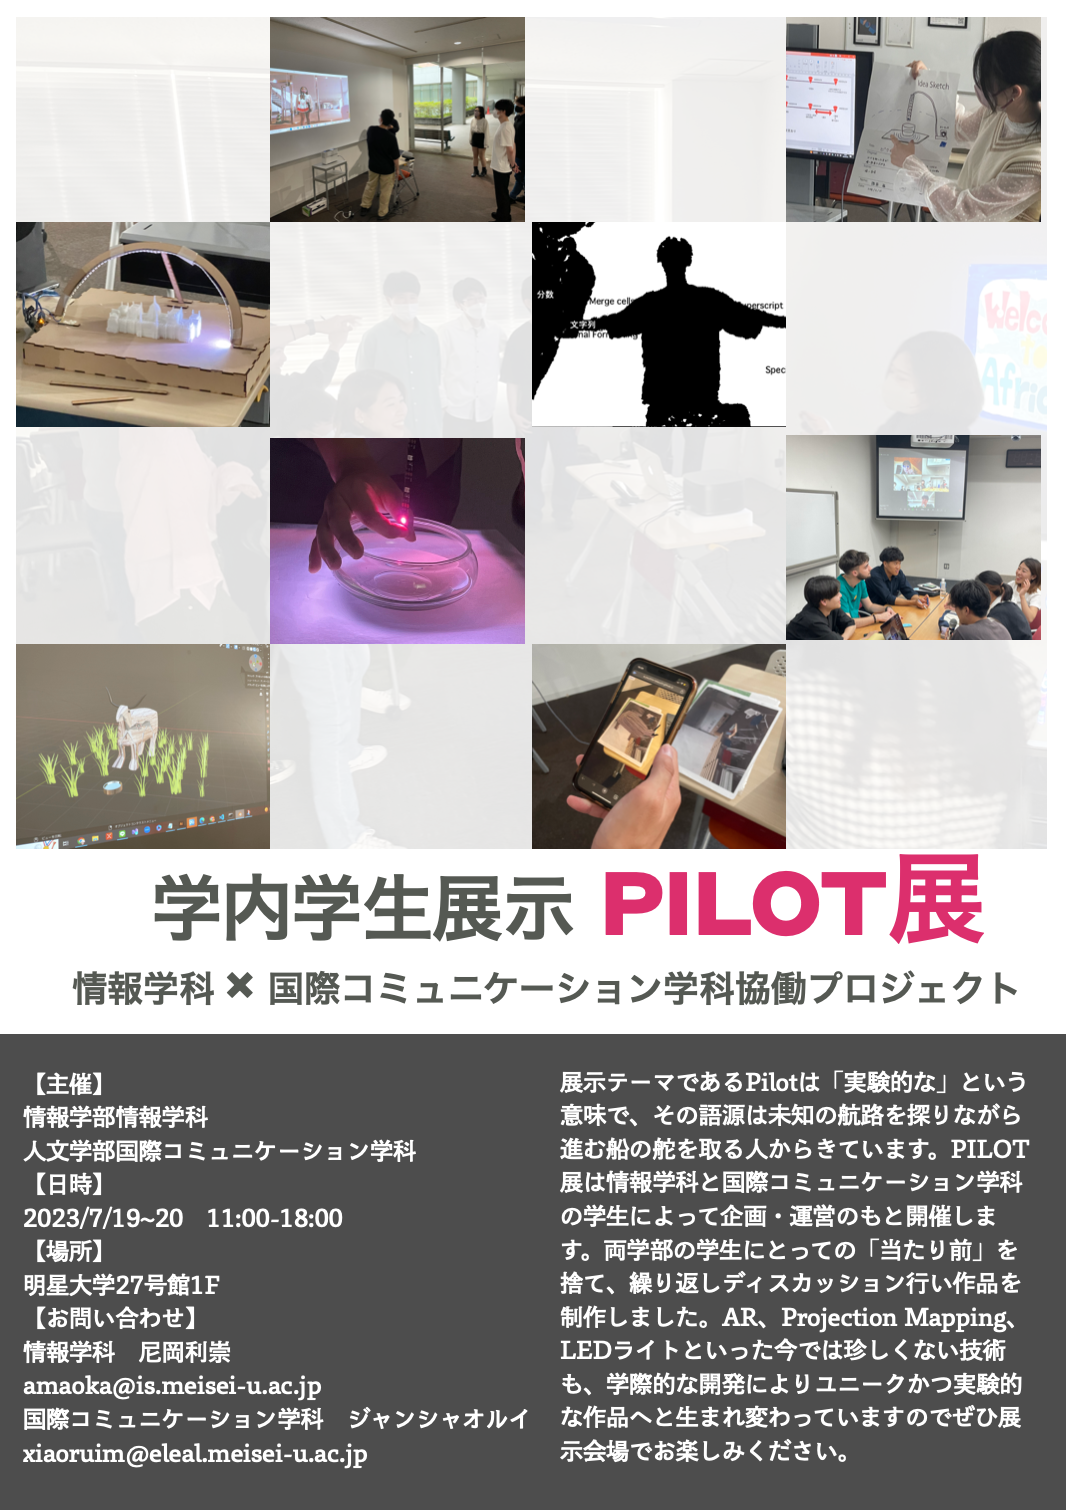 Idea Sketch
分数
Merge cells
perscript
文字列
Spec
Welc
to
Afric
学内学生展示 PILOT展
情報学科 ✖ 国際コミュニケーション学科協働プロジェクト
【主催】
情報学部情報学科
人文学部国際コミュニケーション学科
【日時】
2023/7/19~20　11:00-18:00
【場所】
明星大学27号館1F
【お問い合わせ】
情報学科　尼岡利崇
amaoka@is.meisei-u.ac.jp
国際コミュニケーション学科　ジャンシャオルイ
xiaoruim@eleal.meisei-u.ac.jp
展示テーマであるPilotは「実験的な」という
意味で、その語源は未知の航路を探りながら
進む船の舵を取る人からきています。PILOT
展は情報学科と国際コミュニケーション学科
の学生によって企画・運営のもと開催しま
す。両学部の学生にとっての「当たり前」を
捨て、繰り返しディスカッション行い作品を
制作しました。AR、Projection Mapping、
LEDライトといった今では珍しくない技術
も、学際的な開発によりユニークかつ実験的
な作品へと生まれ変わっていますのでぜひ展
示会場でお楽しみください。